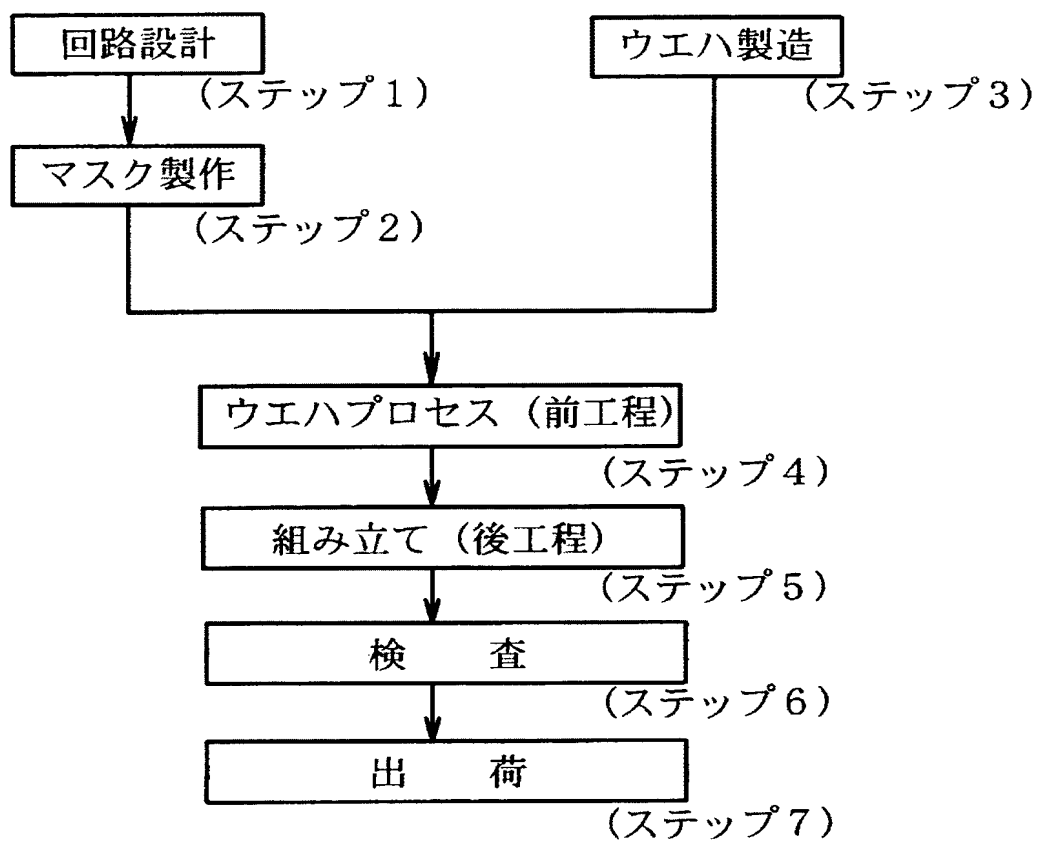 回路設計
(ステップ1)
マスク製作
(ステップ2)
ウエハ製造
(ステップ3)
ウエハプロセス (前工程)
(ステップ4)
組み立て (後工程)
(ステップ5)
検 査
(ステップ6)
出 荷
(ステップ7)